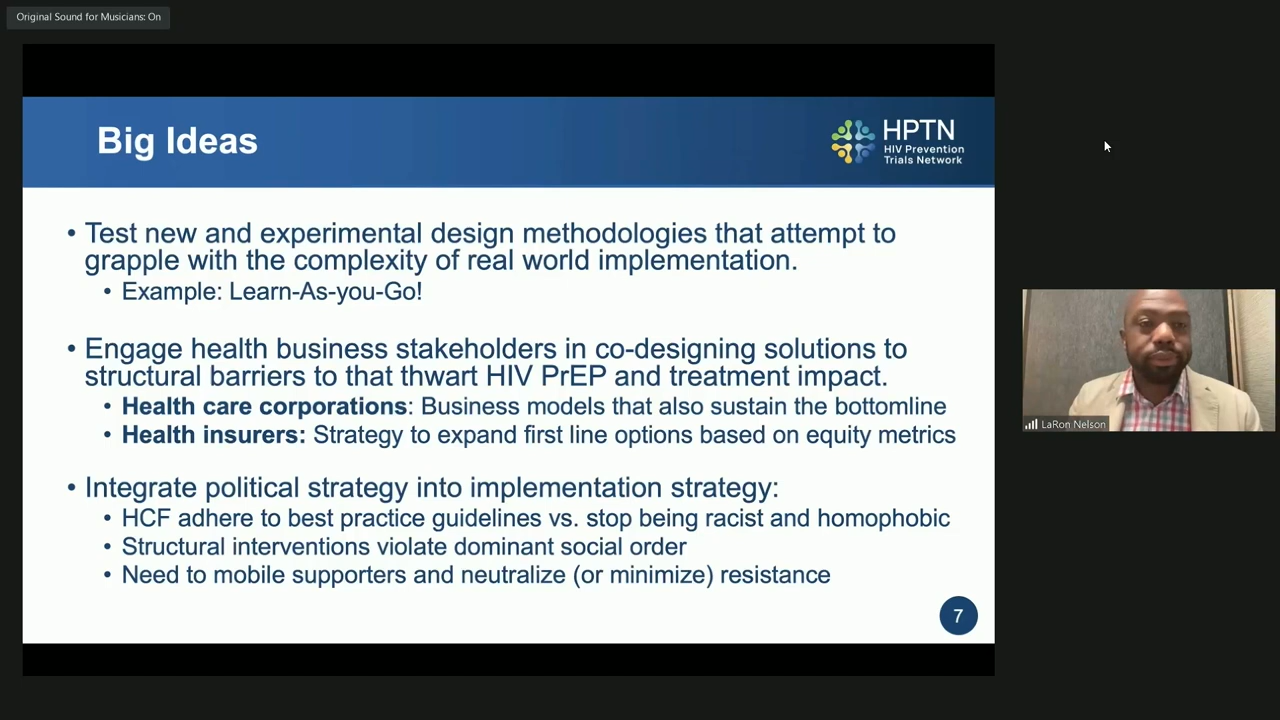 Original Sound for Musicians: On
Big Ideas
HPTN
HIV Prevention
Trials Network
• Test new and experimental design methodologies that attempt to
grapple with the complexity of real world implementation.
• Example: Learn-As-you-Go!
• Engage health business stakeholders in co-designing solutions to
structural barriers to that thwart HIV PrEP and treatment impact.
• Health care corporations: Business models that also sustain the bottomline
• Health insurers: Strategy to expand first line options based on equity metrics
• Integrate political strategy into implementation strategy:
• HCF adhere to best practice guidelines vs. stop being racist and homophobic
• Structural interventions violate dominant social order
• Need to mobile supporters and neutralize (or minimize) resistance
7
LaRon Nelson